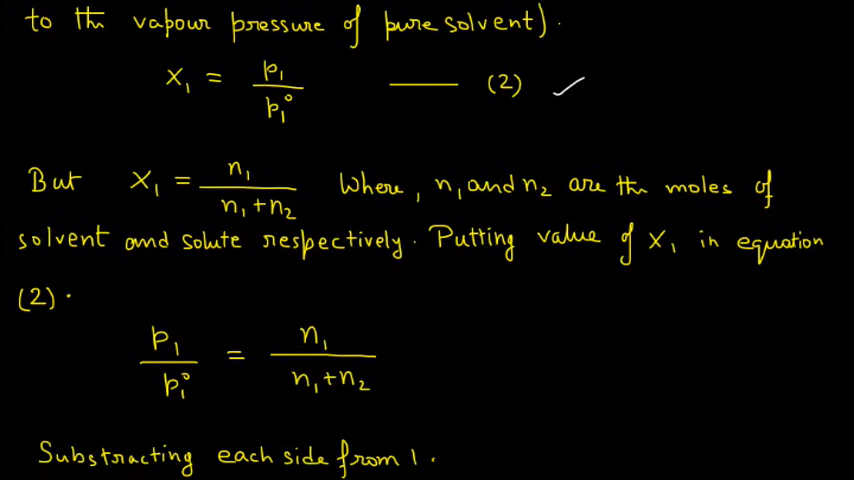 to the vapour pressure of pure solvent).
X₁ = p₁/p₁° —— (2) ✓
But X₁ = n₁/n₁+n₂ Where, n₁ and n₂ are the moles of
solvent and solute respectively. Putting value of X₁ in equation
(2).
p₁/p₁° = n₁/n₁+n₂
Substracting each side from 1.